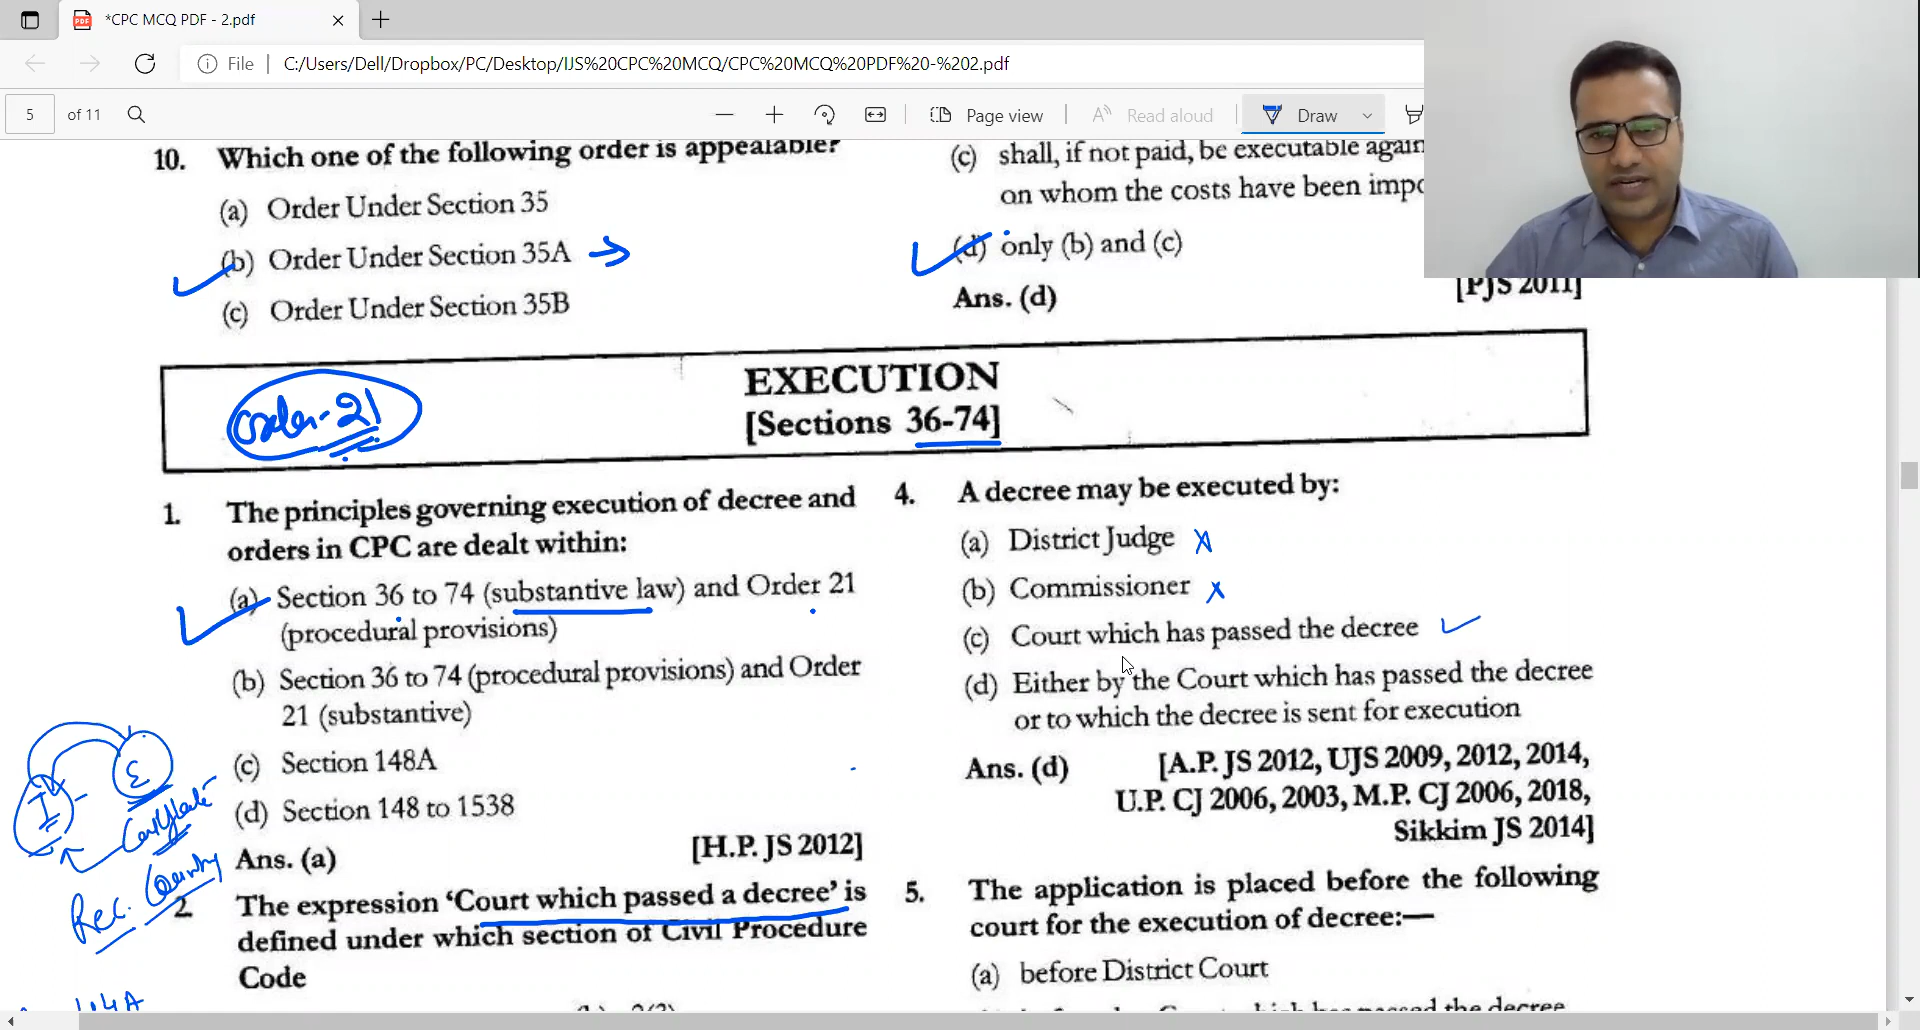 *CPC MCQ PDF - 2.pdf
File
C:/Users/Dell/Dropbox/PC/Desktop/IJS%20CPC%20MCQ/CPC%20MCQ%20PDF%20-%202.pdf
5 of 11
Page view
Read aloud
Draw
10. Which one of the following order is appealable?
(a) Order Under Section 35
(b) Order Under Section 35A
(c) Order Under Section 35B
(c) shall, if not paid, be executable again
on whom the costs have been impo
(d) only (b) and (c)
Ans. (d)
[PJS 2011]
Order-21
EXECUTION
[Sections 36-74]
1. The principles governing execution of decree and
orders in CPC are dealt within:
(a) Section 36 to 74 (substantive law) and Order 21
(procedural provisions)
(b) Section 36 to 74 (procedural provisions) and Order
21 (substantive)
(c) Section 148A
(d) Section 148 to 1538
Ans. (a)
[H.P. JS 2012]
2. The expression ‘Court which passed a decree’ is
defined under which section of Civil Procedure
Code
I
E
Certificate
Rec. Country
4. A decree may be executed by:
(a) District Judge
(b) Commissioner
(c) Court which has passed the decree
(d) Either by the Court which has passed the decree
or to which the decree is sent for execution
Ans. (d)
[A.P. JS 2012, UJS 2009, 2012, 2014,
U.P. CJ 2006, 2003, M.P. CJ 2006, 2018,
Sikkim JS 2014]
5. The application is placed before the following
court for the execution of decree:—
(a) before District Court
which has passed the decree